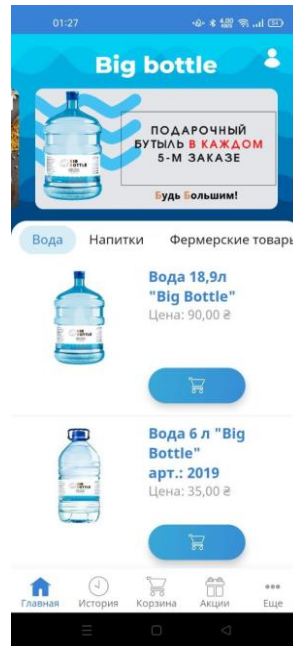 01:27
Big bottle
ПОДАРОЧНЫЙ
БУТЫЛЬ В КАЖДОМ
5-М ЗАКАЗЕ
Будь Большим!
Вода Напитки Фермерские товары
Вода 18,9л
"Big Bottle"
Цена: 90,00 ₴
Вода 6 л "Big
Bottle"
арт.: 2019
Цена: 35,00 ₴
Главная История Корзина Акции Еще